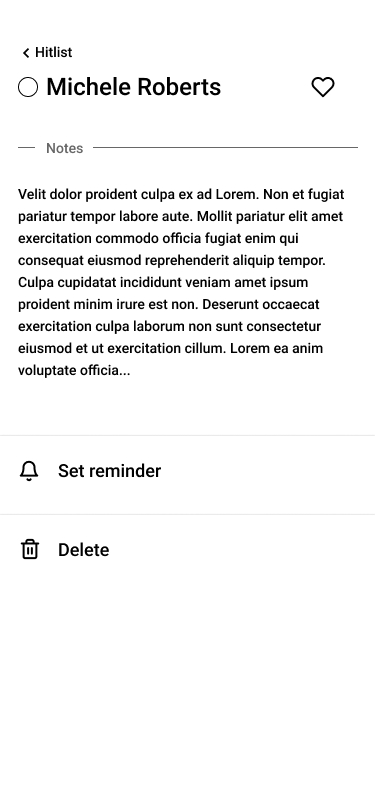 Hitlist
Michele Roberts
Notes
Velit dolor proident culpa ex ad Lorem. Non et fugiat
pariatur tempor labore aute. Mollit pariatur elit amet
exercitation commodo officia fugiat enim qui
consequat eiusmod reprehenderit aliquip tempor.
Culpa cupidatat incididunt veniam amet ipsum
proident minim irure est non. Deserunt occaecat
exercitation culpa laborum non sunt consectetur
eiusmod et ut exercitation cillum. Lorem ea anim
voluptate officia...
Set reminder
Delete